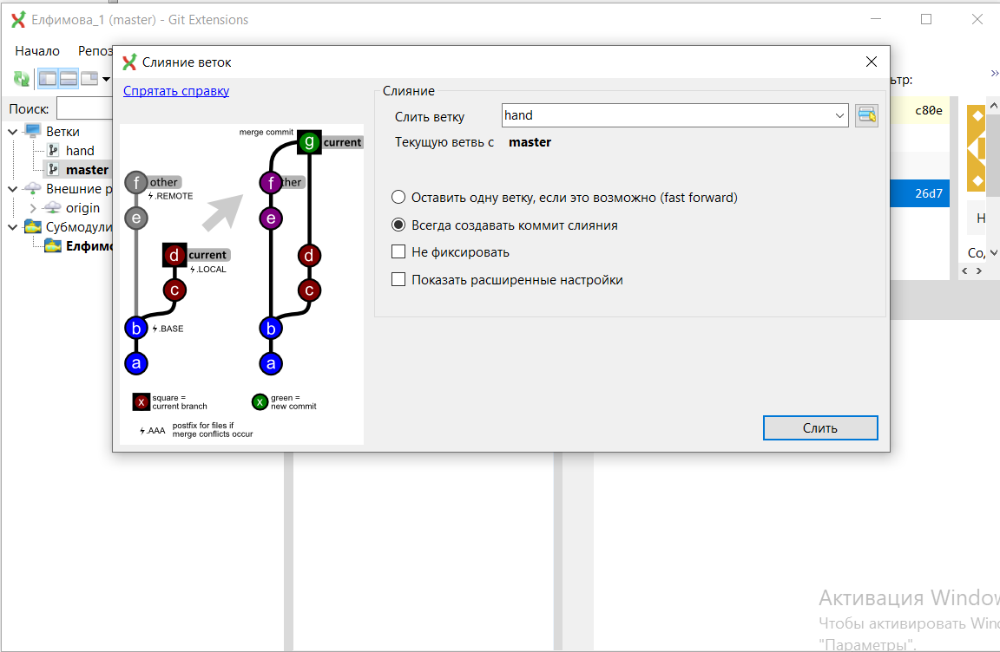 Елфимова_1 (master) - Git Extensions
Начало Репоз
Поиск:
Ветки
hand
master
Внешние р
origin
Субмодули
Елфимо
Слияние веток
Спрятать справку
merge commit
g current
f other
.REMOTE
f ther
e
e
d current
.LOCAL
d
c
c
b .BASE
b
a
a
x square =
current branch
x green =
new commit
.AAA postfix for files if
merge conflicts occur
Слияние
Слить ветку hand
Текущую ветвь с master
Оставить одну ветку, если это возможно (fast forward)
Всегда создавать коммит слияния
Не фиксировать
Показать расширенные настройки
Слить
ьтр:
c80e
26d7
Н
Сод
Активация Window
Чтобы активировать Wind
"Параметры".